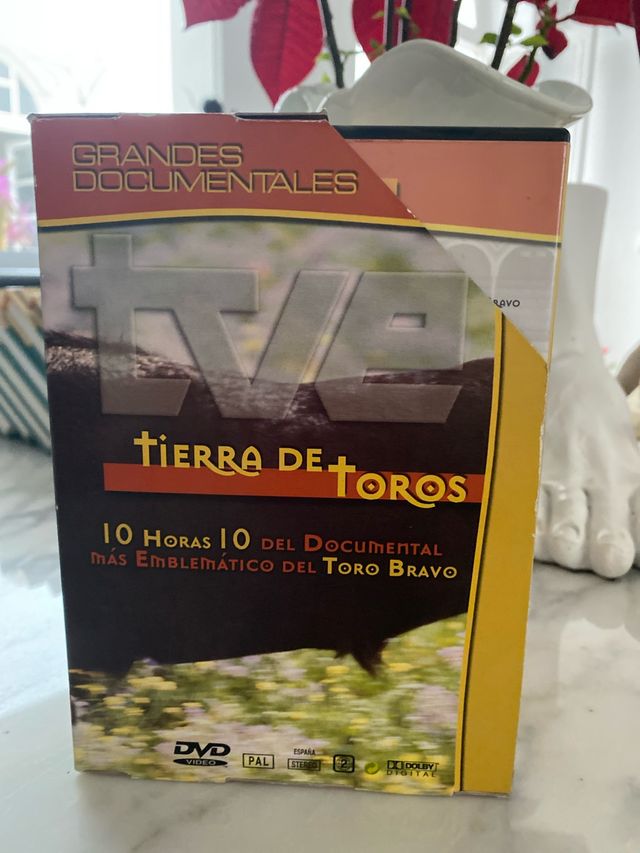 GRANDES
DOCUMENTALES
tve
RAVO
TIERRA DE
TOROS
10 HORAS 10 DEL DOCUMENTAL
MÁS EMBLEMÁTICO DEL TORO BRAVO
DVD
VIDEO
PAL
ESPAÑA
STEREO
2
DOLBY
DIGITAL